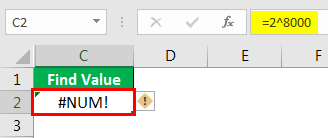 C2 fx =2^8000
C D E F
1 Find Value
2 #NUM!
3